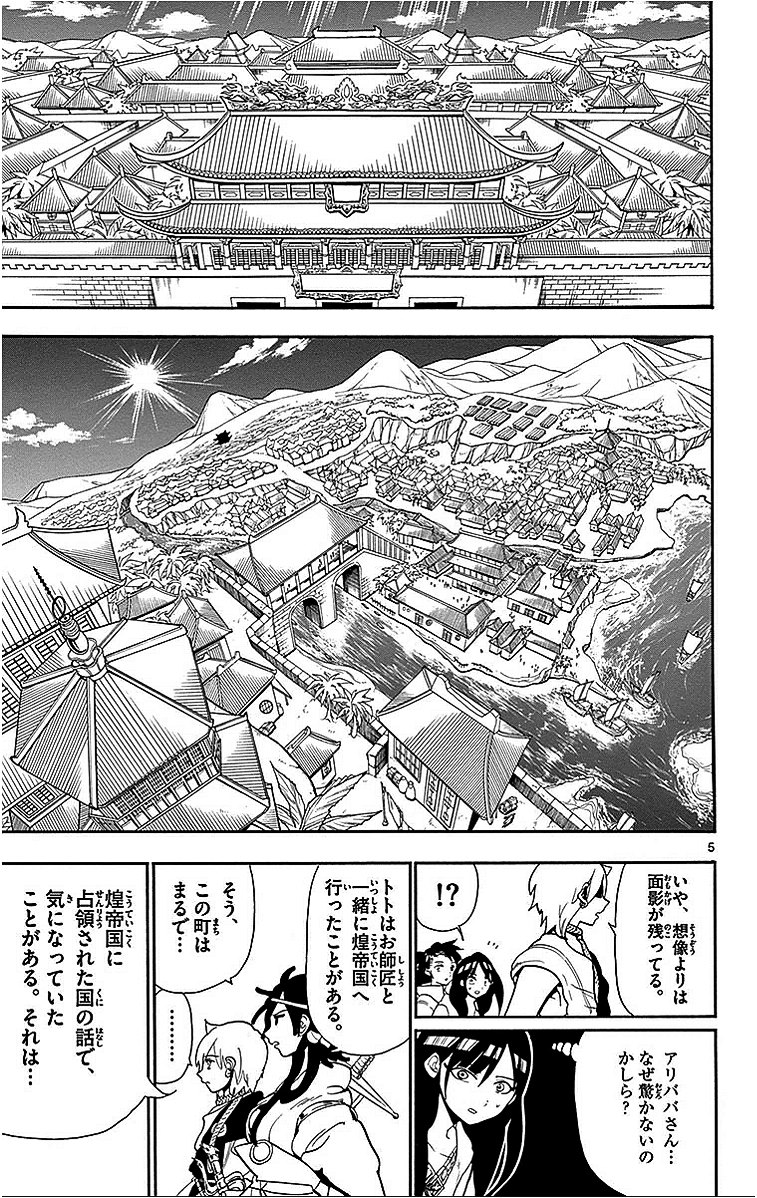 5
いや、想像よりは
面影が残ってる。
!?
アリババさん…
なぜ驚かないの
かしら?
トトはお師匠と
一緒に煌帝国へ
行ったことがある。
そう、
この町は
まるで…
………
煌帝国に
占領された国の話で、
気になっていた
ことがある。それは…